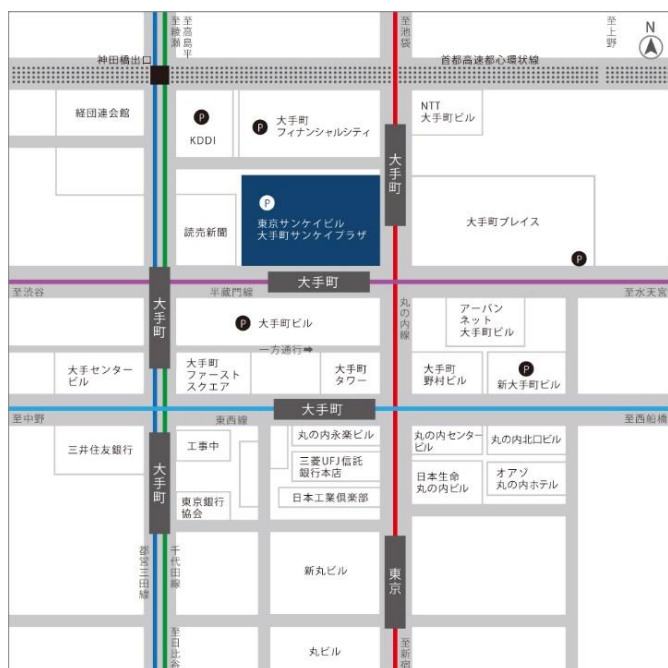 至綾瀬
至高島平
至池袋
至上野
N
神田橋出口
首都高速都心環状線
経団連会館
P
KDDI
P
大手町
フィナンシャルシティ
大手町
NTT
大手町ビル
読売新聞
P
東京サンケイビル
大手町サンケイプラザ
大手町プレイス
P
至渋谷
半蔵門線
大手町
至水天宮
大手町
P
大手町ビル
一方通行➡
丸の内線
アーバン
ネット
大手町ビル
大手センター
ビル
大手町
ファースト
スクエア
大手町
タワー
大手町
野村ビル
P
新大手町ビル
至中野
東西線
大手町
至西船橋
三井住友銀行
大手町
工事中
東京銀行
協会
丸の内永楽ビル
三菱UFJ信託
銀行本店
日本工業倶楽部
丸の内センター
ビル
丸の内北口ビル
日本生命
丸の内ビル
オアゾ
丸の内ホテル
都営三田線
千代田線
新丸ビル
東京
至日比谷
丸ビル
至新宿